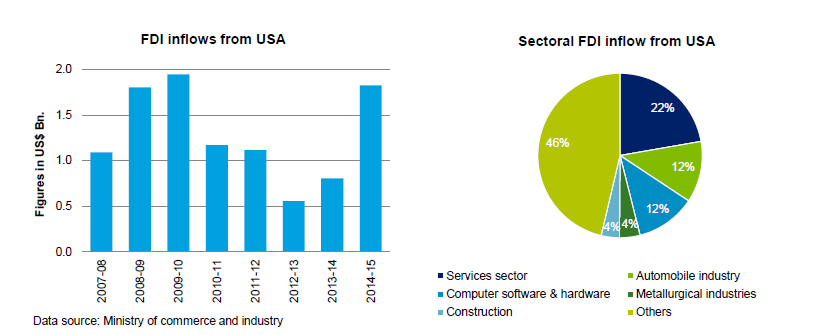 FDI inflows from USA
Figures in US$ Bn.
2.0
1.5
1.0
0.5
0.0
2007-08
2008-09
2009-10
2010-11
2011-12
2012-13
2013-14
2014-15
Data source: Ministry of commerce and industry
Sectoral FDI inflow from USA
22%
12%
12%
4%
4%
46%
Services sector
Automobile industry
Computer software & hardware
Metallurgical industries
Construction
Others